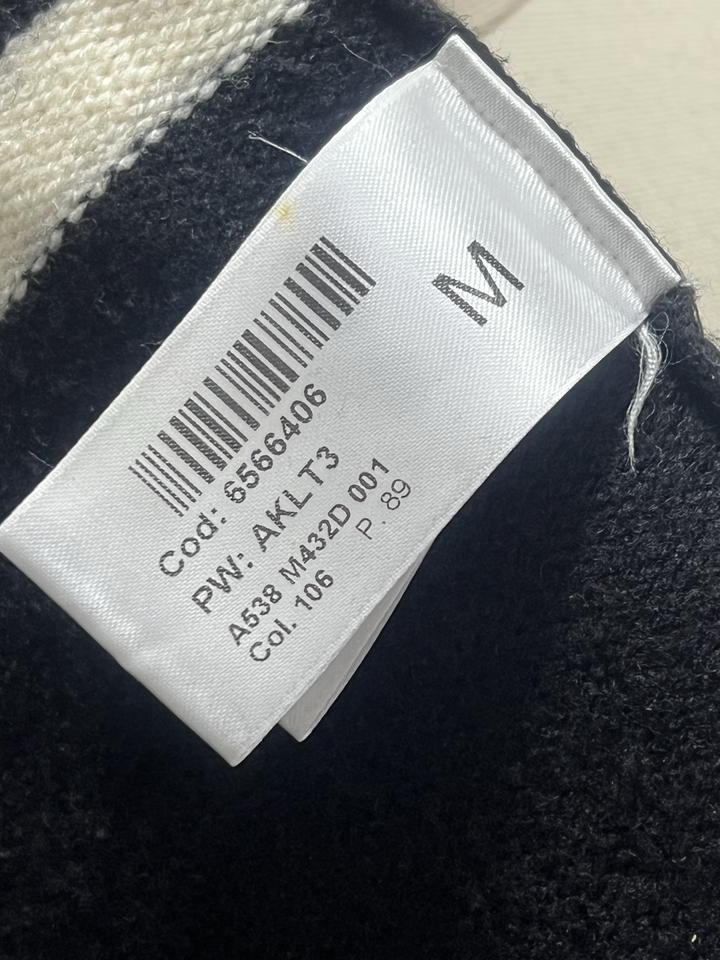 M
Cod: 6566406
PW: AKLT3
A538 M432D 001
Col. 106 P. 89